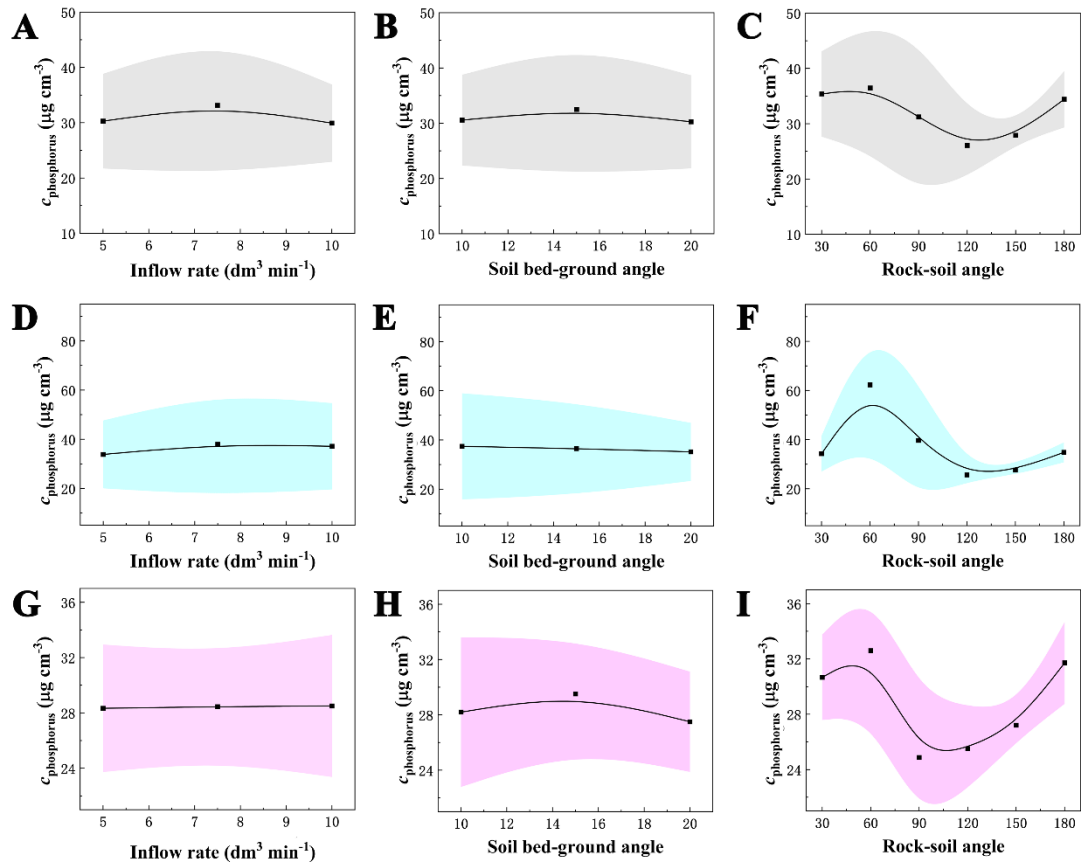 A
B
C
c_phosphorus (μg cm⁻³)
50
40
30
20
10
5 6 7 8 9 10
Inflow rate (dm³ min⁻¹)
c_phosphorus (μg cm⁻³)
50
40
30
20
10
10 12 14 16 18 20
Soil bed-ground angle
c_phosphorus (μg cm⁻³)
50
40
30
20
10
30 60 90 120 150 180
Rock-soil angle
D
E
F
c_phosphorus (μg cm⁻³)
80
60
40
20
5 6 7 8 9 10
Inflow rate (dm³ min⁻¹)
c_phosphorus (μg cm⁻³)
80
60
40
20
10 12 14 16 18 20
Soil bed-ground angle
c_phosphorus (μg cm⁻³)
80
60
40
20
30 60 90 120 150 180
Rock-soil angle
G
H
I
c_phosphorus (μg cm⁻³)
36
32
28
24
5 6 7 8 9 10
Inflow rate (dm³ min⁻¹)
c_phosphorus (μg cm⁻³)
36
32
28
24
10 12 14 16 18 20
Soil bed-ground angle
c_phosphorus (μg cm⁻³)
36
32
28
24
30 60 90 120 150 180
Rock-soil angle